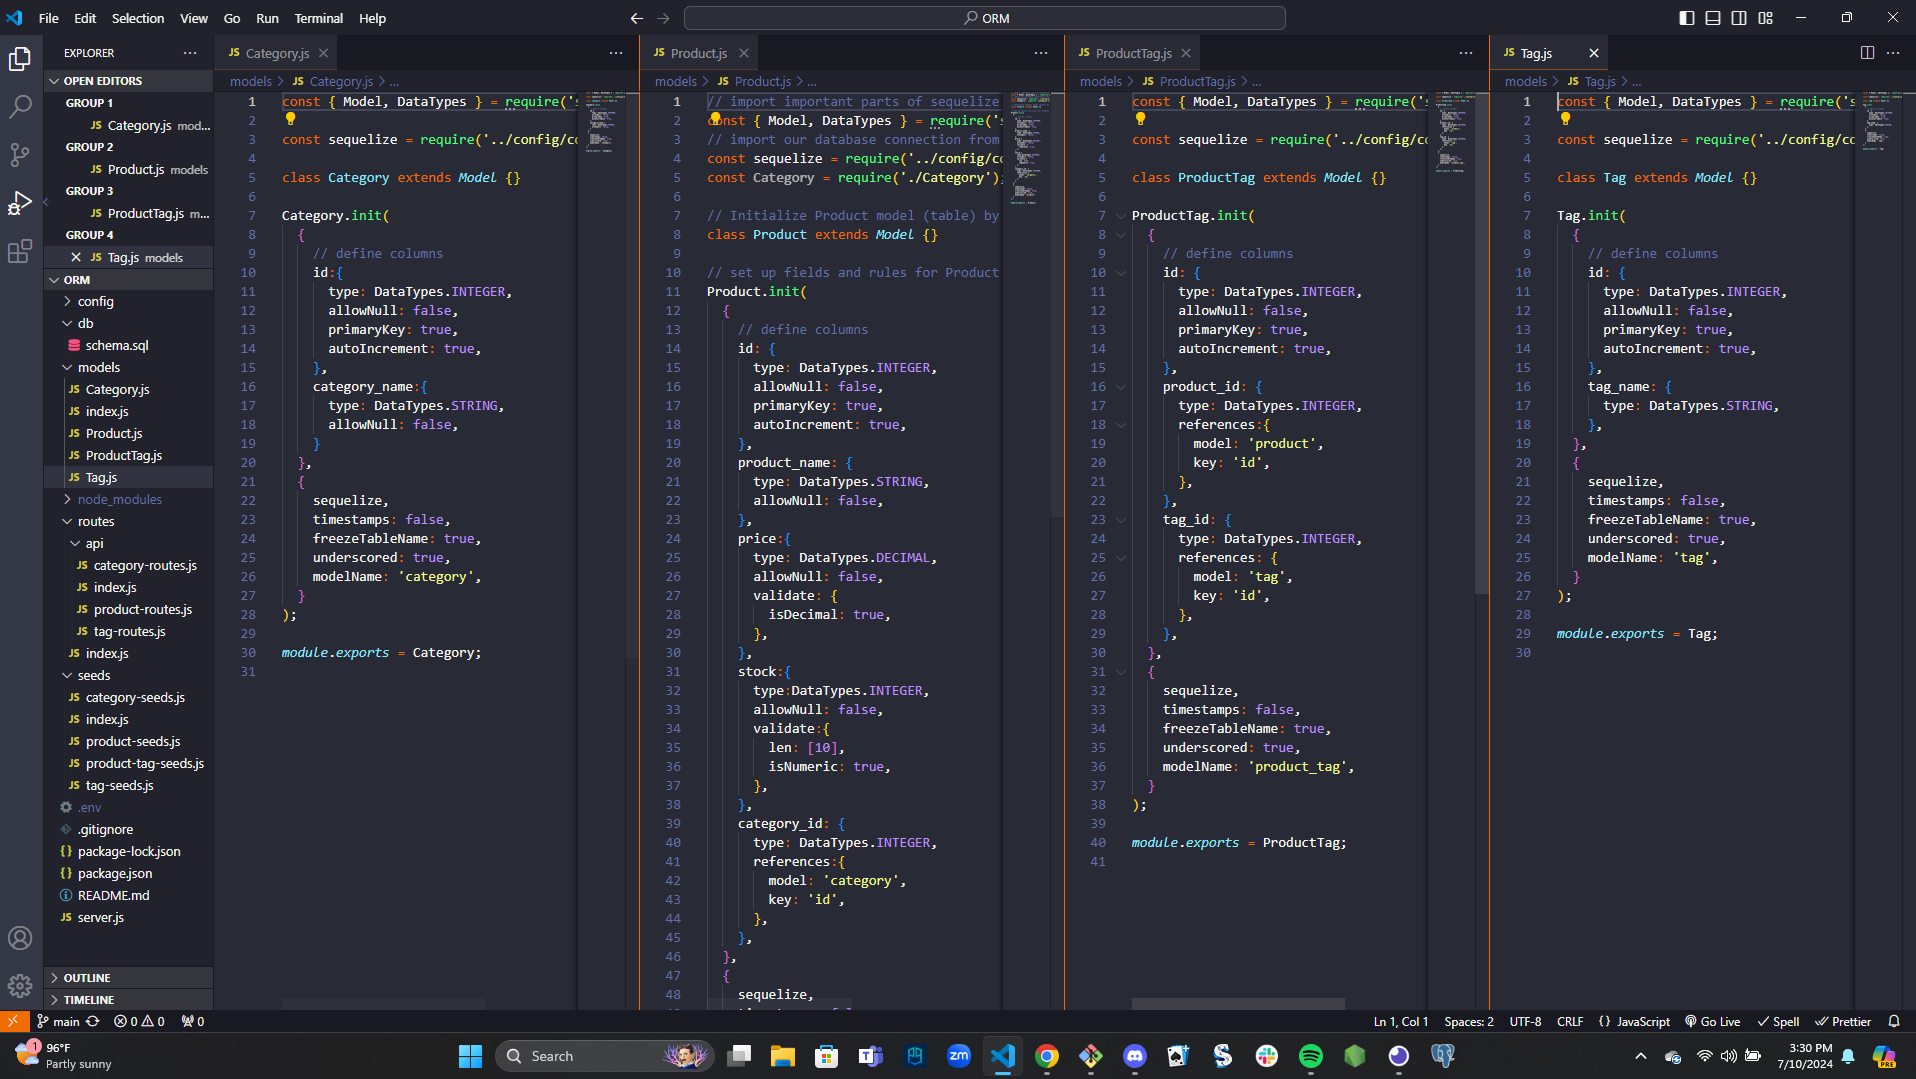 File Edit Selection View Go Run Terminal Help
ORM
EXPLORER
OPEN EDITORS
GROUP 1
JS Category.js mod...
GROUP 2
JS Product.js models
GROUP 3
JS ProductTag.js m...
GROUP 4
JS Tag.js models
ORM
config
db
schema.sql
models
JS Category.js
JS index.js
JS Product.js
JS ProductTag.js
JS Tag.js
node_modules
routes
api
JS category-routes.js
JS index.js
JS product-routes.js
JS tag-routes.js
JS index.js
seeds
JS category-seeds.js
JS index.js
JS product-seeds.js
JS product-tag-seeds.js
JS tag-seeds.js
.env
.gitignore
{} package-lock.json
{} package.json
README.md
JS server.js
OUTLINE
TIMELINE
JS Category.js
models > JS Category.js > ...
1 const { Model, DataTypes } = require('s
2
3 const sequelize = require('../config/co
4
5 class Category extends Model {}
6
7 Category.init(
8 {
9 // define columns
10 id:{
11 type: DataTypes.INTEGER,
12 allowNull: false,
13 primaryKey: true,
14 autoIncrement: true,
15 },
16 category_name:{
17 type: DataTypes.STRING,
18 allowNull: false,
19 }
20 },
21 {
22 sequelize,
23 timestamps: false,
24 freezeTableName: true,
25 underscored: true,
26 modelName: 'category',
27 }
28 );
29
30 module.exports = Category;
31
JS Product.js
models > JS Product.js > ...
1 // import important parts of sequelize
2 const { Model, DataTypes } = require('s
3 // import our database connection from
4 const sequelize = require('../config/co
5 const Category = require('./Category');
6
7 // Initialize Product model (table) by
8 class Product extends Model {}
9
10 // set up fields and rules for Product
11 Product.init(
12 {
13 // define columns
14 id: {
15 type: DataTypes.INTEGER,
16 allowNull: false,
17 primaryKey: true,
18 autoIncrement: true,
19 },
20 product_name: {
21 type: DataTypes.STRING,
22 allowNull: false,
23 },
24 price:{
25 type: DataTypes.DECIMAL,
26 allowNull: false,
27 validate: {
28 isDecimal: true,
29 },
30 },
31 stock:{
32 type:DataTypes.INTEGER,
33 allowNull: false,
34 validate:{
35 len: [10],
36 isNumeric: true,
37 },
38 },
39 category_id: {
40 type: DataTypes.INTEGER,
41 references:{
42 model: 'category',
43 key: 'id',
44 },
45 },
46 },
47 {
48 sequelize,
JS ProductTag.js
models > JS ProductTag.js > ...
1 const { Model, DataTypes } = require('s
2
3 const sequelize = require('../config/co
4
5 class ProductTag extends Model {}
6
7 ProductTag.init(
8 {
9 // define columns
10 id: {
11 type: DataTypes.INTEGER,
12 allowNull: false,
13 primaryKey: true,
14 autoIncrement: true,
15 },
16 product_id: {
17 type: DataTypes.INTEGER,
18 references:{
19 model: 'product',
20 key: 'id',
21 },
22 },
23 tag_id: {
24 type: DataTypes.INTEGER,
25 references: {
26 model: 'tag',
27 key: 'id',
28 },
29 },
30 },
31 {
32 sequelize,
33 timestamps: false,
34 freezeTableName: true,
35 underscored: true,
36 modelName: 'product_tag',
37 }
38 );
39
40 module.exports = ProductTag;
41
JS Tag.js
models > JS Tag.js > ...
1 const { Model, DataTypes } = require('s
2
3 const sequelize = require('../config/co
4
5 class Tag extends Model {}
6
7 Tag.init(
8 {
9 // define columns
10 id: {
11 type: DataTypes.INTEGER,
12 allowNull: false,
13 primaryKey: true,
14 autoIncrement: true,
15 },
16 tag_name: {
17 type: DataTypes.STRING,
18 },
19 },
20 {
21 sequelize,
22 timestamps: false,
23 freezeTableName: true,
24 underscored: true,
25 modelName: 'tag',
26 }
27 );
28
29 module.exports = Tag;
30
main 0 0 0
Ln 1, Col 1 Spaces: 2 UTF-8 CRLF {} JavaScript Go Live Spell Prettier
1
96°F
Partly sunny
Search
zm
3:30 PM
7/10/2024
PRE